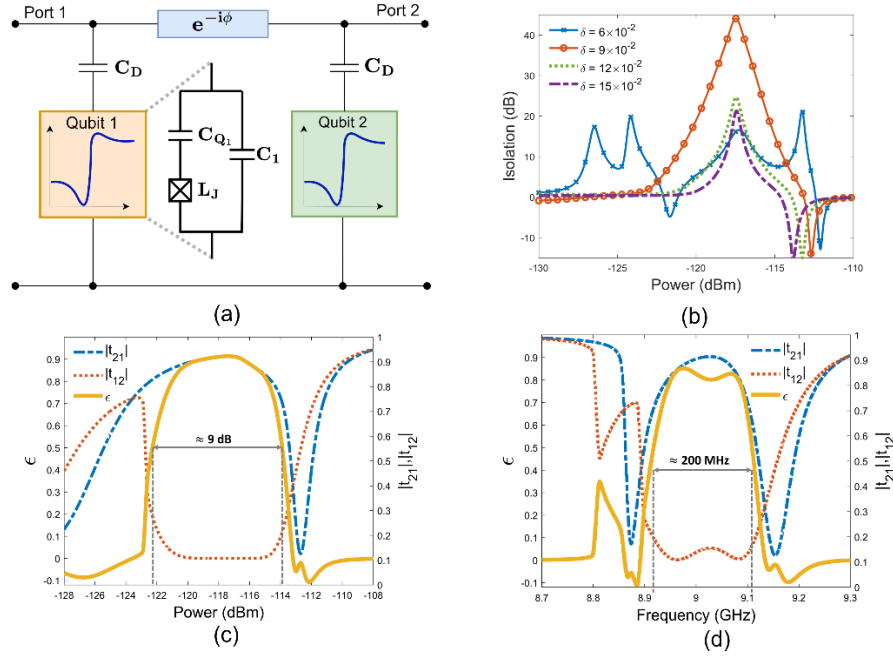 Port 1
e^{-iφ}
Port 2
C_D
C_D
Qubit 1
C_{Q_1}
C_1
L_J
Qubit 2
(a)
Isolation (dB)
40
30
20
10
0
-10
δ = 6×10^{-2}
δ = 9×10^{-2}
δ = 12×10^{-2}
δ = 15×10^{-2}
-130
-125
-120
-115
-110
Power (dBm)
(b)
ϵ
0.9
0.8
0.7
0.6
0.5
0.4
0.3
0.2
0.1
0
-0.1
|t_{21}|
|t_{12}|
ϵ
≈ 9 dB
1
0.9
0.8
0.7
0.6
0.5
0.4
0.3
0.2
0.1
0
|t_{21}|,|t_{12}|
-128
-126
-124
-122
-120
-118
-116
-114
-112
-110
-108
Power (dBm)
(c)
ϵ
0.9
0.8
0.7
0.6
0.5
0.4
0.3
0.2
0.1
0
-0.1
|t_{21}|
|t_{12}|
ϵ
≈ 200 MHz
1
0.9
0.8
0.7
0.6
0.5
0.4
0.3
0.2
0.1
0
|t_{21}|,|t_{12}|
8.7
8.8
8.9
9
9.1
9.2
9.3
Frequency (GHz)
(d)